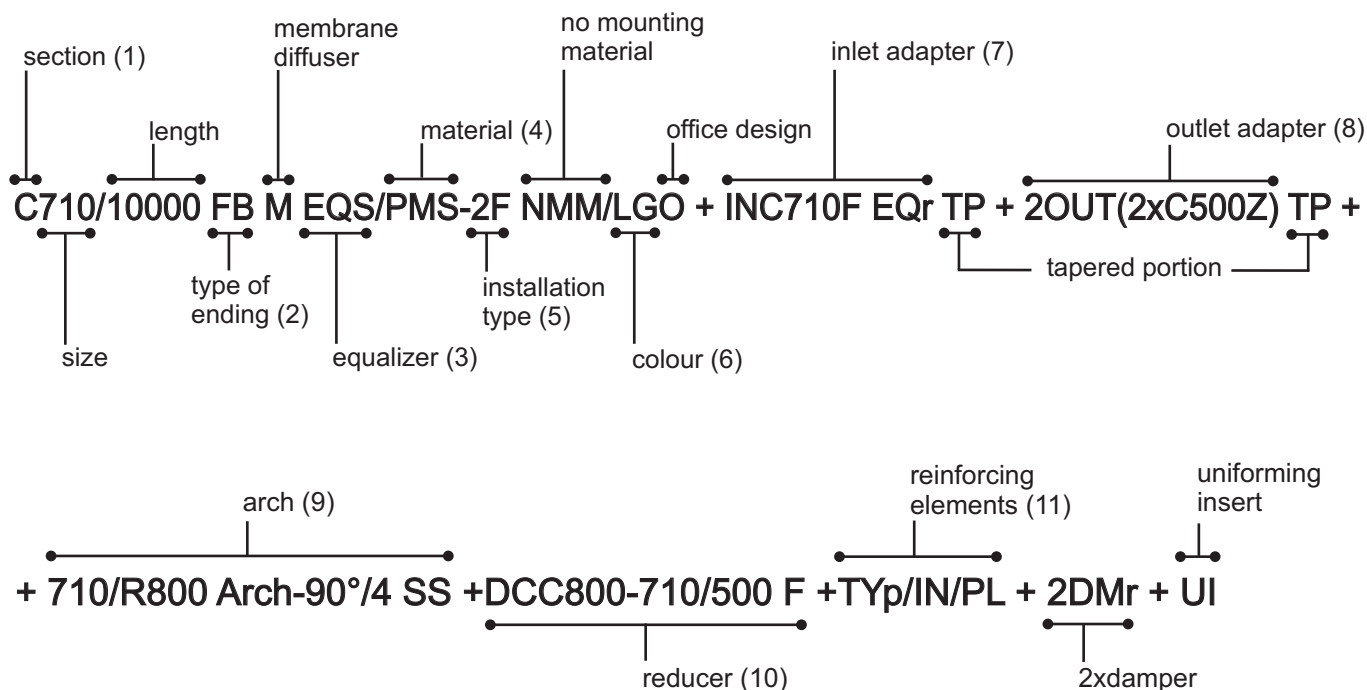 section (1)
membrane
diffuser
no mounting
material
inlet adapter (7)
length
material (4)
office design
outlet adapter (8)
C710/10000 FB M EQS/PMS-2F NMM/LGO + INC710F EQr TP + 2OUT(2xC500Z) TP +
size
type of
ending (2)
equalizer (3)
installation
type (5)
colour (6)
tapered portion
arch (9)
reinforcing
elements (11)
uniforming
insert
+ 710/R800 Arch-90°/4 SS +DCC800-710/500 F +TYp/IN/PL + 2DMr + UI
reducer (10)
2xdamper